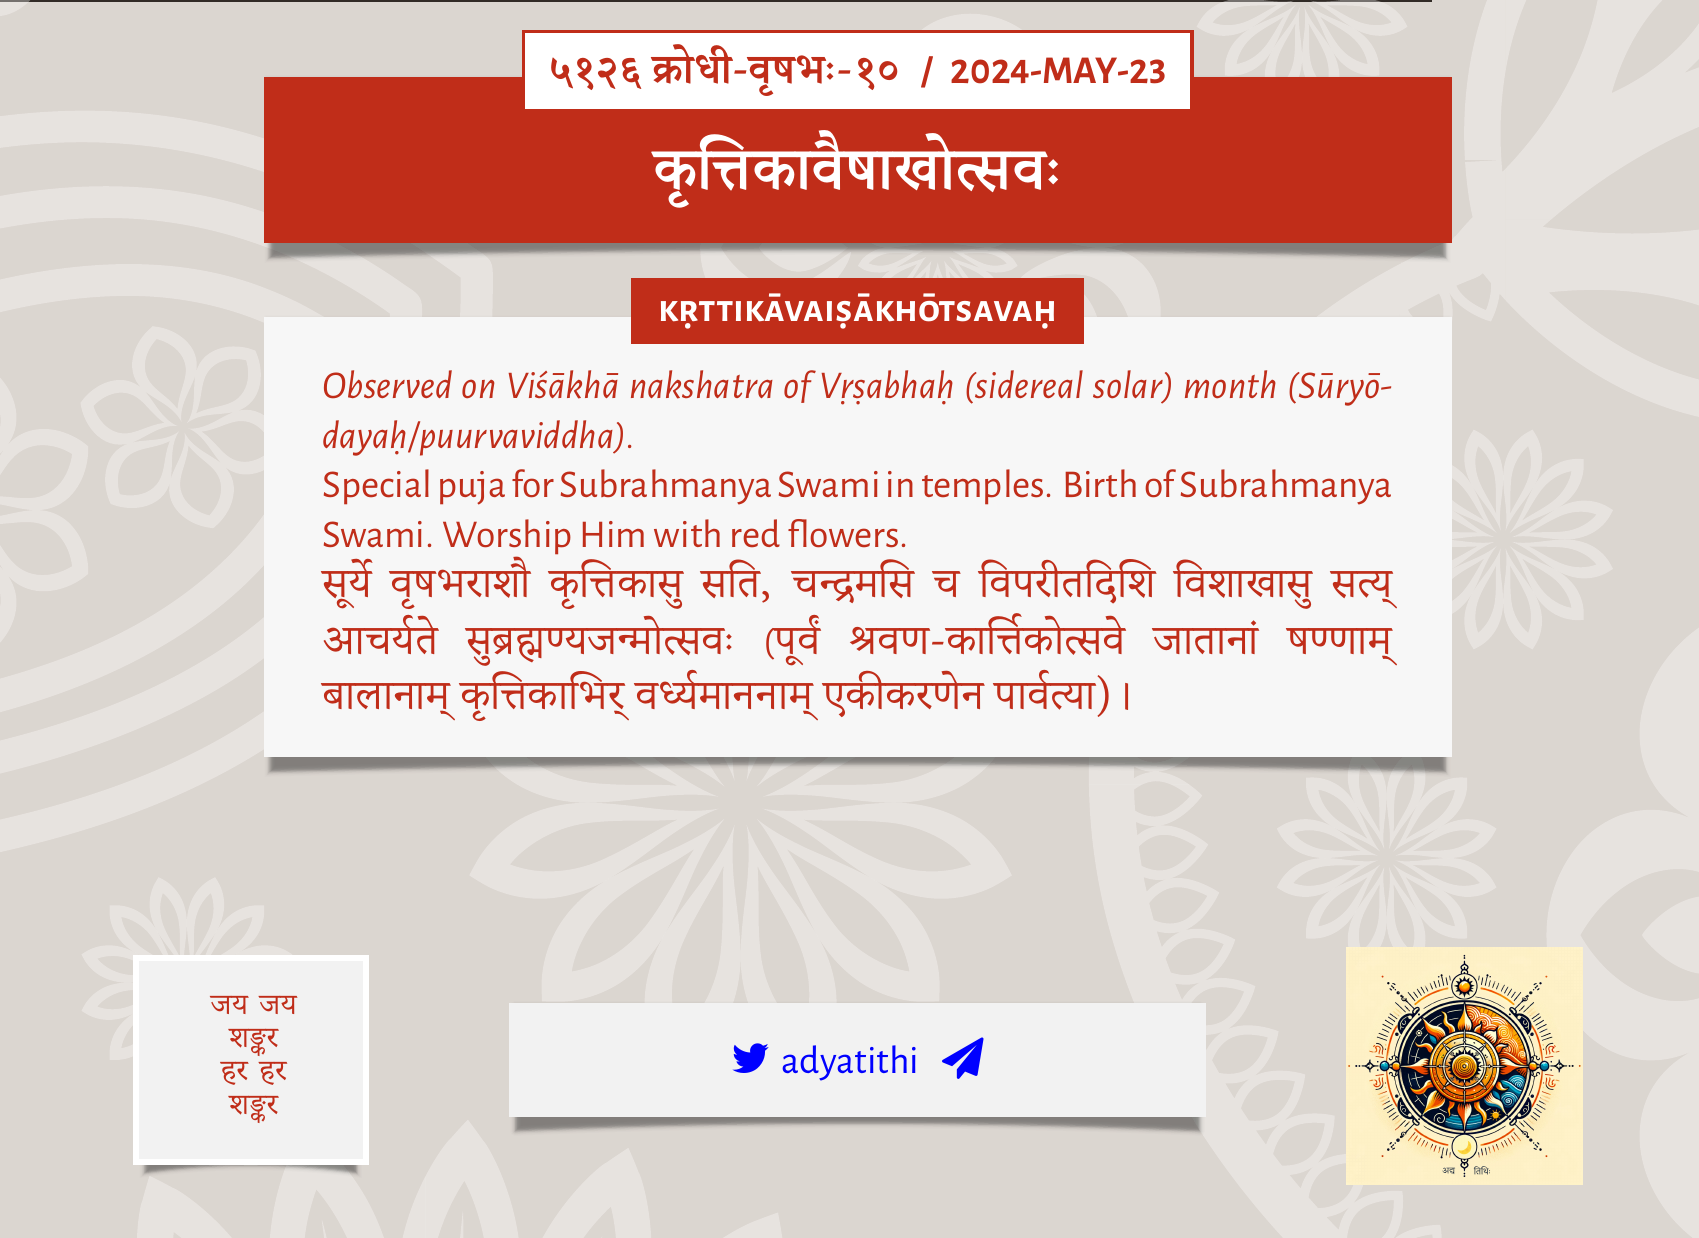 ५१२६ क्रोधी-वृषभः-१० / 2024-MAY-23
कृत्तिकावैषाखोत्सवः
KṚTTIKĀVAIṢĀKHŌTSAVAḤ
Observed on Viśākhā nakshatra of Vṛṣabhaḥ (sidereal solar) month (Sūryō-
dayaḥ/puurvaviddha).
Special puja for Subrahmanya Swami in temples. Birth of Subrahmanya
Swami. Worship Him with red flowers.
सूर्ये वृषभराशौ कृत्तिकासु सति, चन्द्रमसि च विपरीतदिशि विशाखासु सत्य्
आचर्यते सुब्रह्मण्यजन्मोत्सवः (पूर्वं श्रवण-कार्त्तिकोत्सवे जातानां षण्णाम्
बालानाम् कृत्तिकाभिर् वर्ध्यमाननाम् एकीकरणेन पार्वत्या)।
जय जय
शङ्कर
हर हर
शङ्कर
adyatithi
अद्य तिथिः